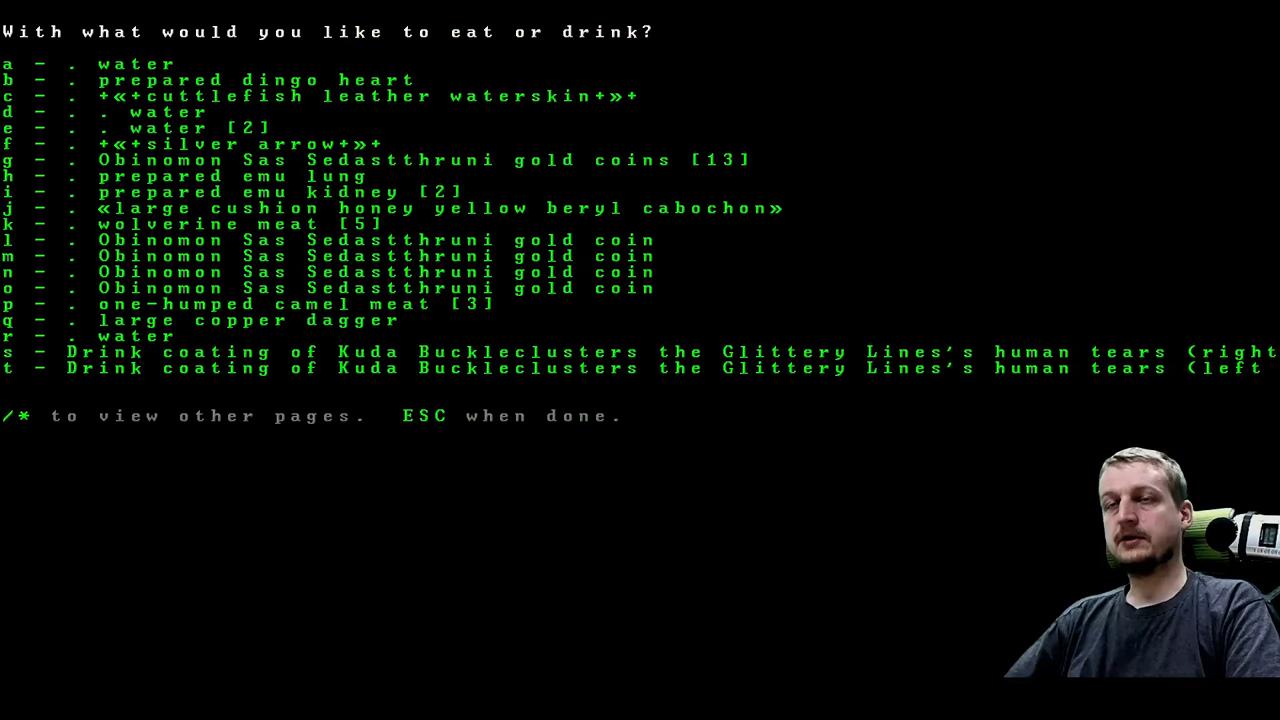 With what would you like to eat or drink?
a - . water
b - . prepared dingo heart
c - . +«+cuttlefish leather waterskin+»+
d - . . water
e - . . water [2]
f - . +«+silver arrow+»+
g - . Obinomon Sas Sedastthruni gold coins [13]
h - . prepared emu lung
i - . prepared emu kidney [2]
j - . «large cushion honey yellow beryl cabochon»
k - . wolverine meat [5]
l - . Obinomon Sas Sedastthruni gold coin
m - . Obinomon Sas Sedastthruni gold coin
n - . Obinomon Sas Sedastthruni gold coin
o - . Obinomon Sas Sedastthruni gold coin
p - . one-humped camel meat [3]
q - . large copper dagger
r - . water
s - Drink coating of Kuda Buckleclusters the Glittery Lines's human tears (right
t - Drink coating of Kuda Buckleclusters the Glittery Lines's human tears (left
/* to view other pages. ESC when done.